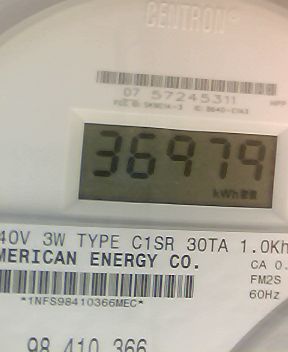 CENTRON®
07 57245311
36979
kWh
40V 3W TYPE C1SR 30TA 1.0Kh
MERICAN ENERGY CO.
CA 0.
FM2S
60Hz
*1NFS98410366MEC*
98 410 366